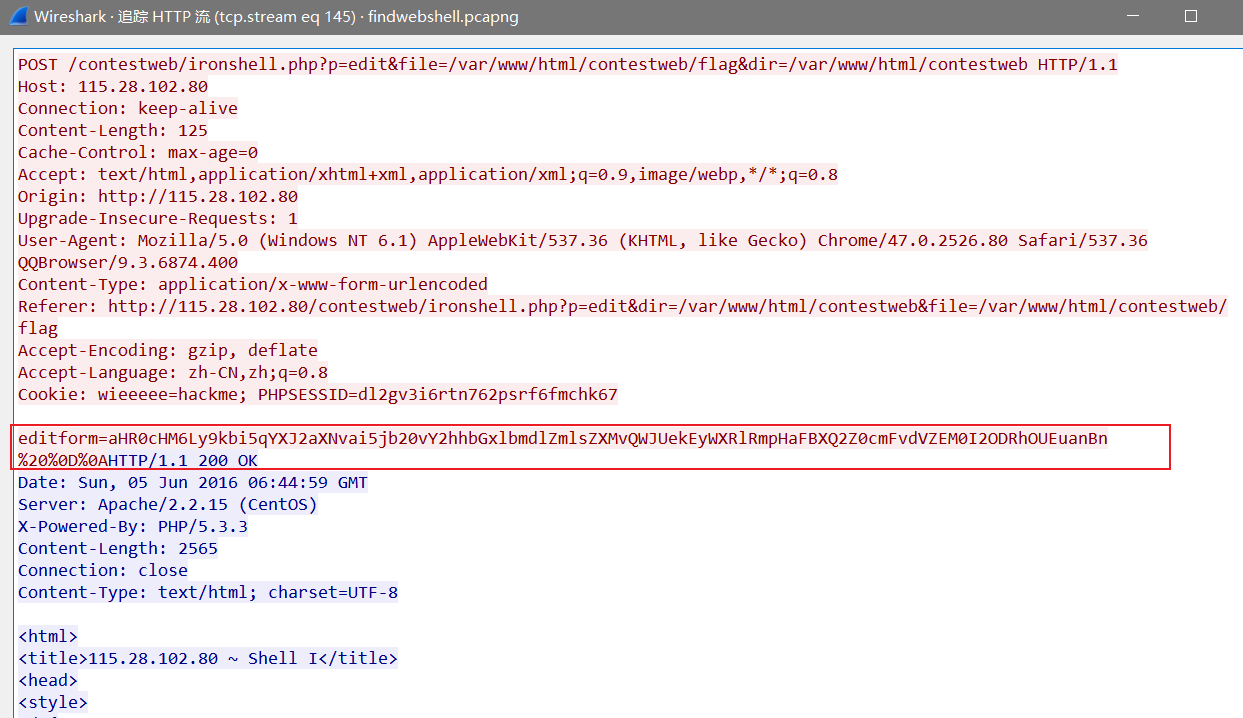 Wireshark · 追踪 HTTP 流 (tcp.stream eq 145) · findwebshell.pcapng
POST /contestweb/ironshell.php?p=edit&file=/var/www/html/contestweb/flag&dir=/var/www/html/contestweb HTTP/1.1
Host: 115.28.102.80
Connection: keep-alive
Content-Length: 125
Cache-Control: max-age=0
Accept: text/html,application/xhtml+xml,application/xml;q=0.9,image/webp,*/*;q=0.8
Origin: http://115.28.102.80
Upgrade-Insecure-Requests: 1
User-Agent: Mozilla/5.0 (Windows NT 6.1) AppleWebKit/537.36 (KHTML, like Gecko) Chrome/47.0.2526.80 Safari/537.36
QQBrowser/9.3.6874.400
Content-Type: application/x-www-form-urlencoded
Referer: http://115.28.102.80/contestweb/ironshell.php?p=edit&dir=/var/www/html/contestweb&file=/var/www/html/contestweb/
flag
Accept-Encoding: gzip, deflate
Accept-Language: zh-CN,zh;q=0.8
Cookie: wieeeee=hackme; PHPSESSID=dl2gv3i6rtn762psrf6fmchk67
editform=aHR0cHM6Ly9kbi5qYXJ2aXNvai5jb20vY2hhbGxlbmdlZmlsZXMvQWJUekEyWXRlRmpHaFBXQ2Z0cmFvdVZEM0I2ODRhOUEuanBn
%20%0D%0AHTTP/1.1 200 OK
Date: Sun, 05 Jun 2016 06:44:59 GMT
Server: Apache/2.2.15 (CentOS)
X-Powered-By: PHP/5.3.3
Content-Length: 2565
Connection: close
Content-Type: text/html; charset=UTF-8
<html>
<title>115.28.102.80 ~ Shell I</title>
<head>
<style>